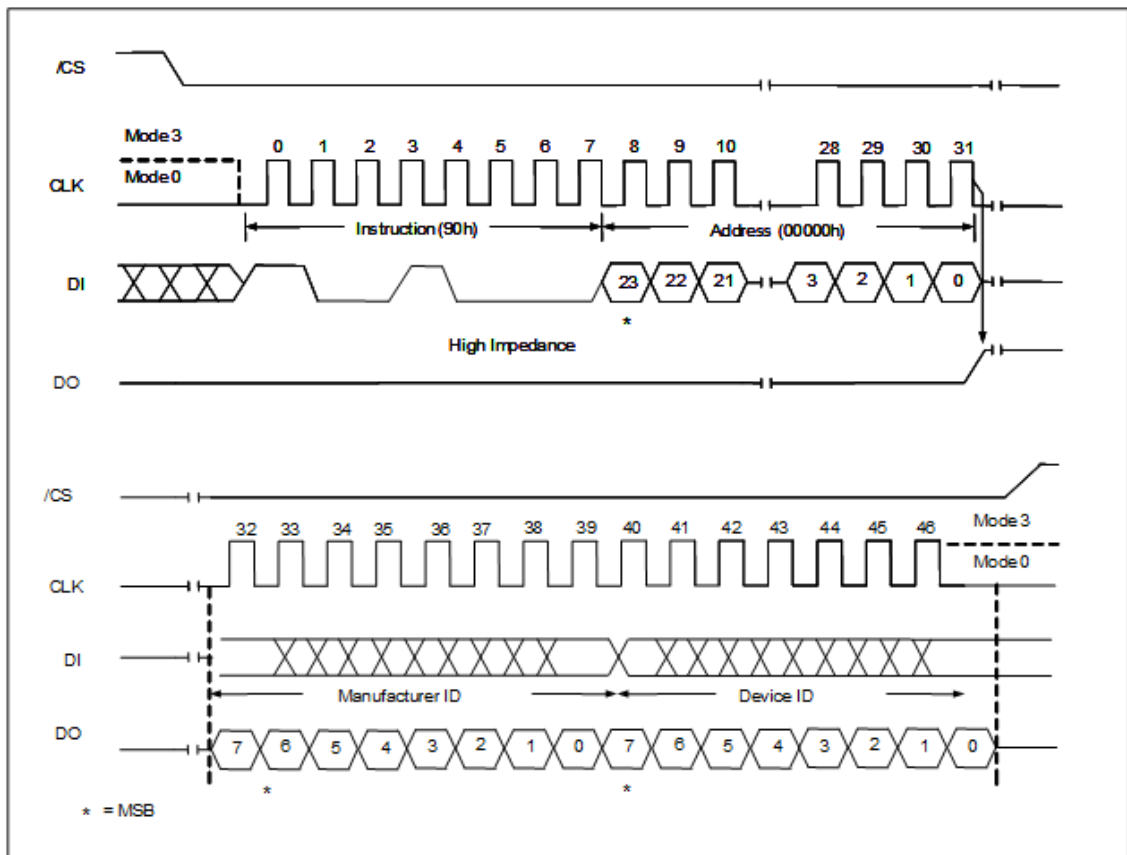 /CS
Mode 3
0 1 2 3 4 5 6 7 8 9 10 28 29 30 31
Mode 0
CLK
Instruction (90h) Address (00000h)
DI
23 22 21 3 2 1 0
*
High Impedance
DO
/CS
32 33 34 35 36 37 38 39 40 41 42 43 44 45 46
Mode 3
Mode 0
CLK
DI
Manufacturer ID Device ID
DO
7 6 5 4 3 2 1 0 7 6 5 4 3 2 1 0
* *
* = MSB